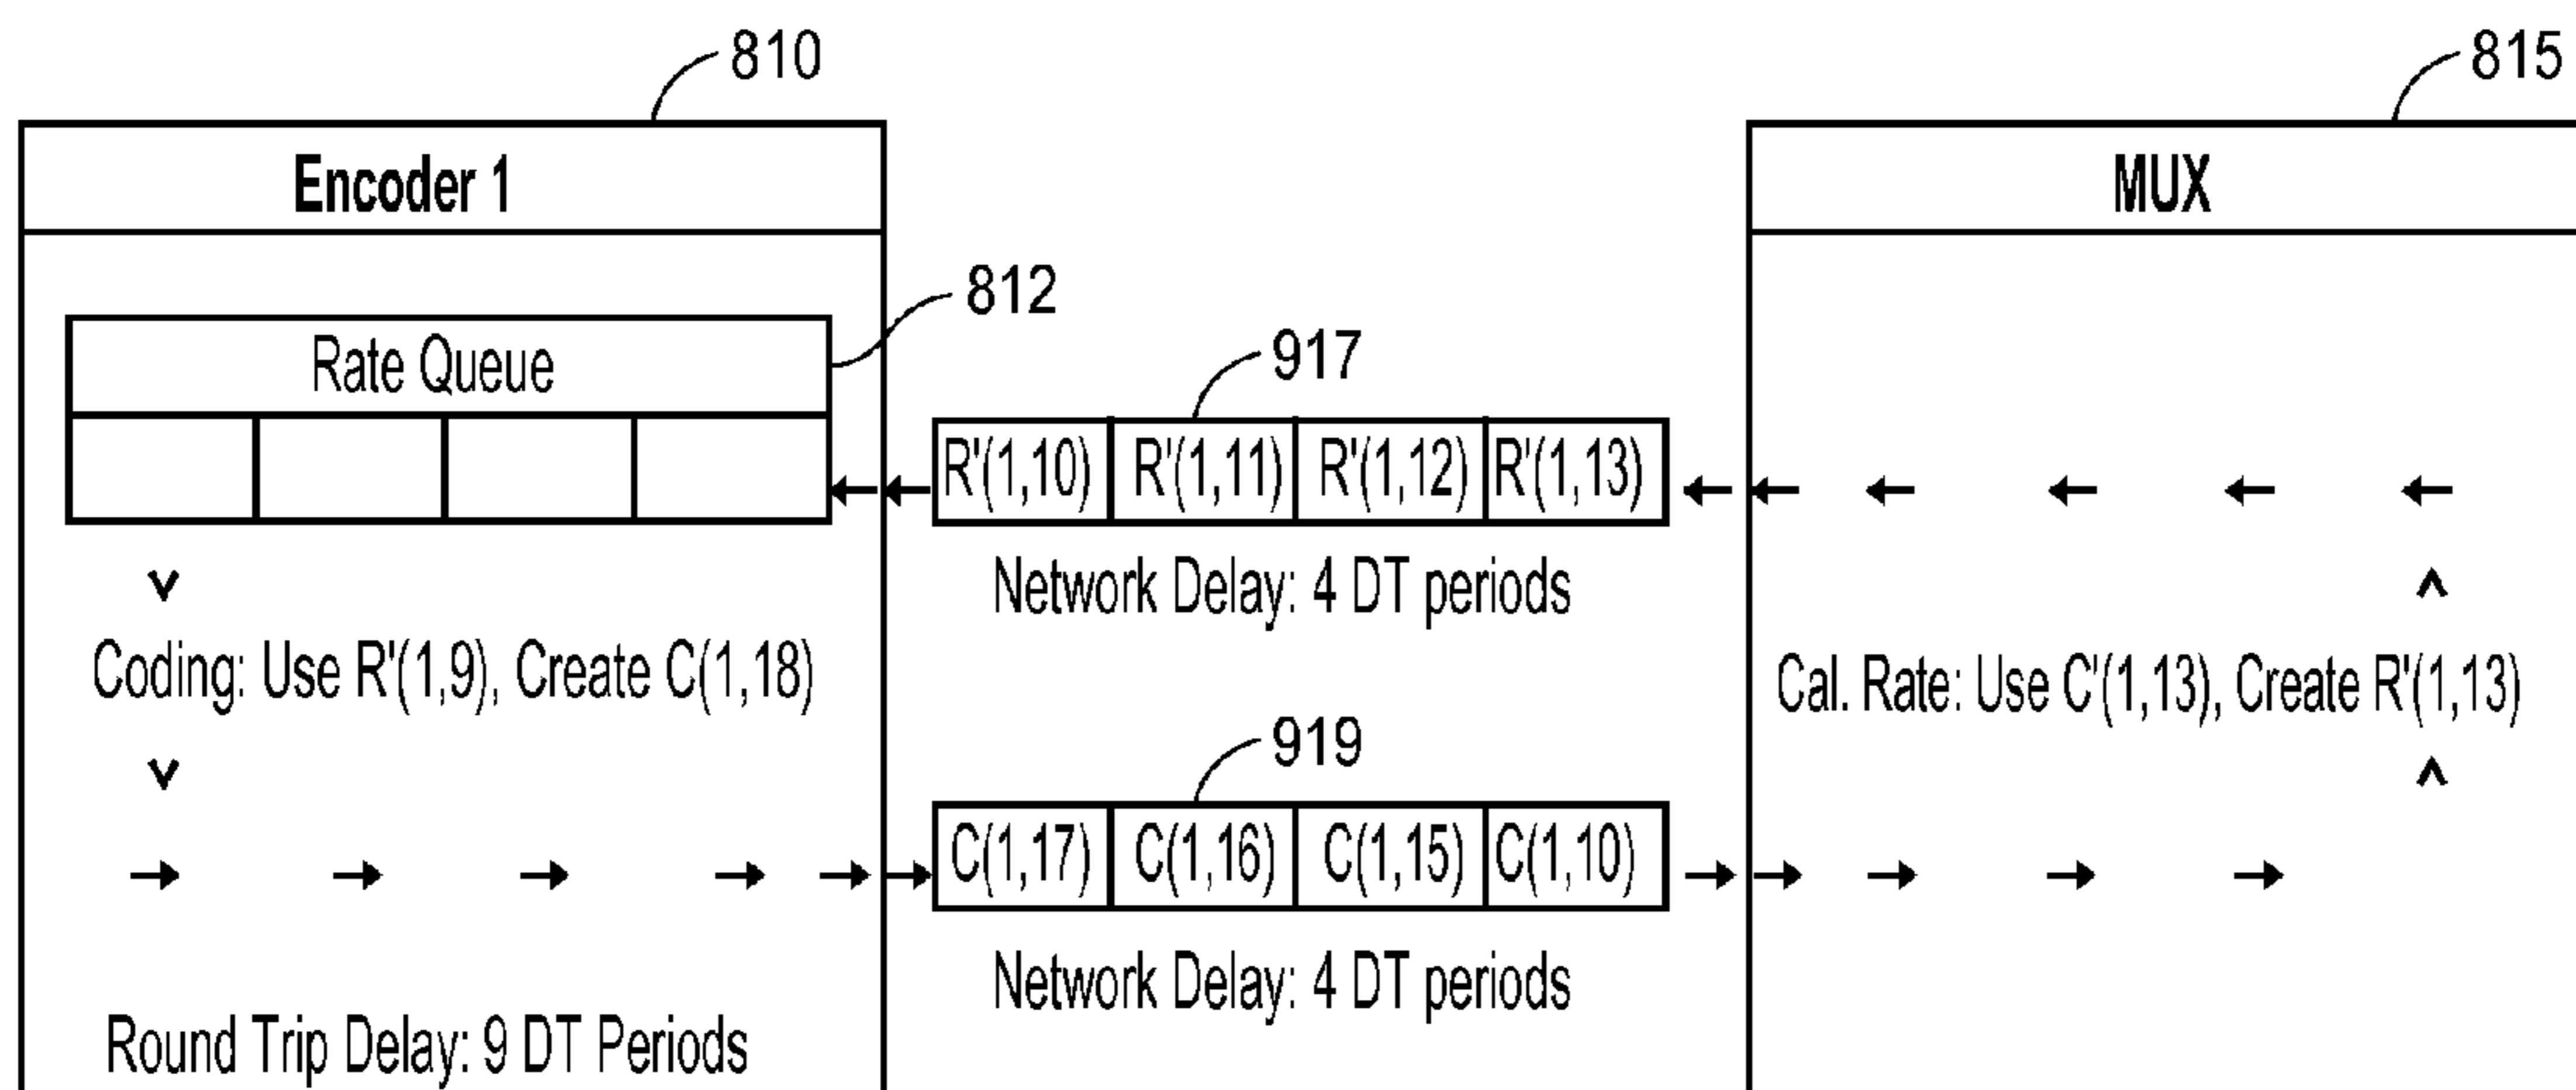 810
815
Encoder 1
MUX
812
Rate Queue
917
R'(1,10) R'(1,11) R'(1,12) R'(1,13)
Network Delay: 4 DT periods
Coding: Use R'(1,9), Create C(1,18)
Cal. Rate: Use C'(1,13), Create R'(1,13)
919
C(1,17) C(1,16) C(1,15) C(1,10)
Network Delay: 4 DT periods
Round Trip Delay: 9 DT Periods